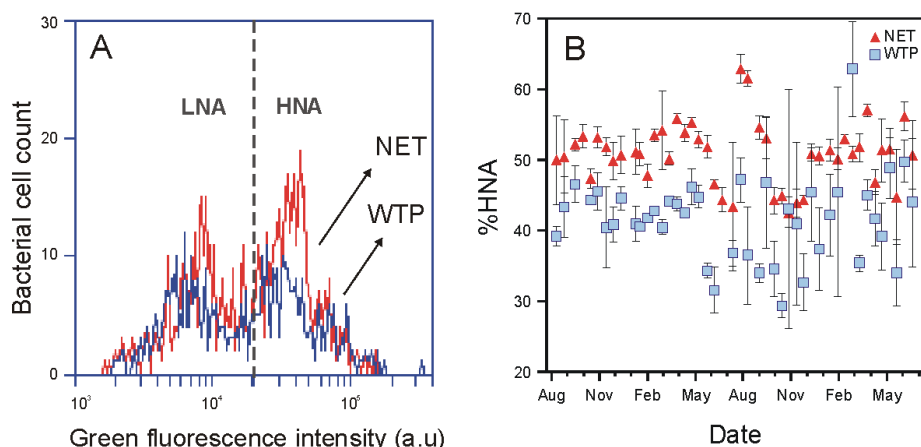 A
30
20
10
0
Bacterial cell count
LNA
HNA
NET
WTP
10³
10⁴
10⁵
Green fluorescence intensity (a.u)
B
NET
WTP
70
60
50
40
30
20
%HNA
Aug Nov Feb May Aug Nov Feb May
Date